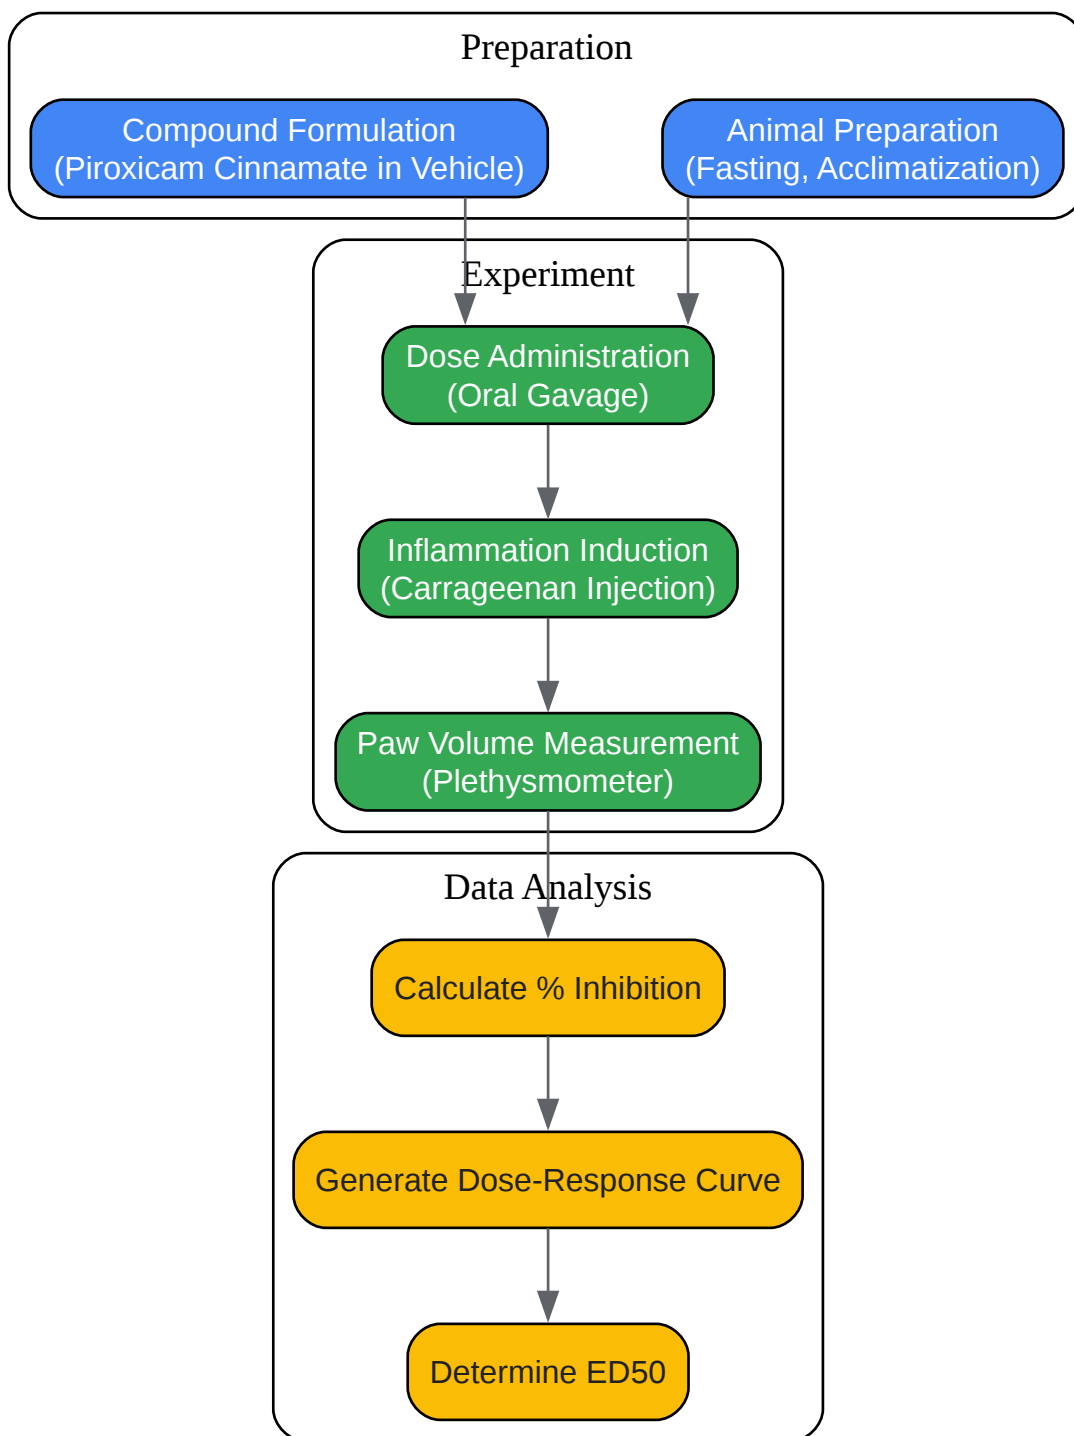 Preparation
Compound Formulation
(Piroxicam Cinnamate in Vehicle)
Animal Preparation
(Fasting, Acclimatization)
Experiment
Dose Administration
(Oral Gavage)
Inflammation Induction
(Carrageenan Injection)
Paw Volume Measurement
(Plethysmometer)
Data Analysis
Calculate % Inhibition
Generate Dose-Response Curve
Determine ED50